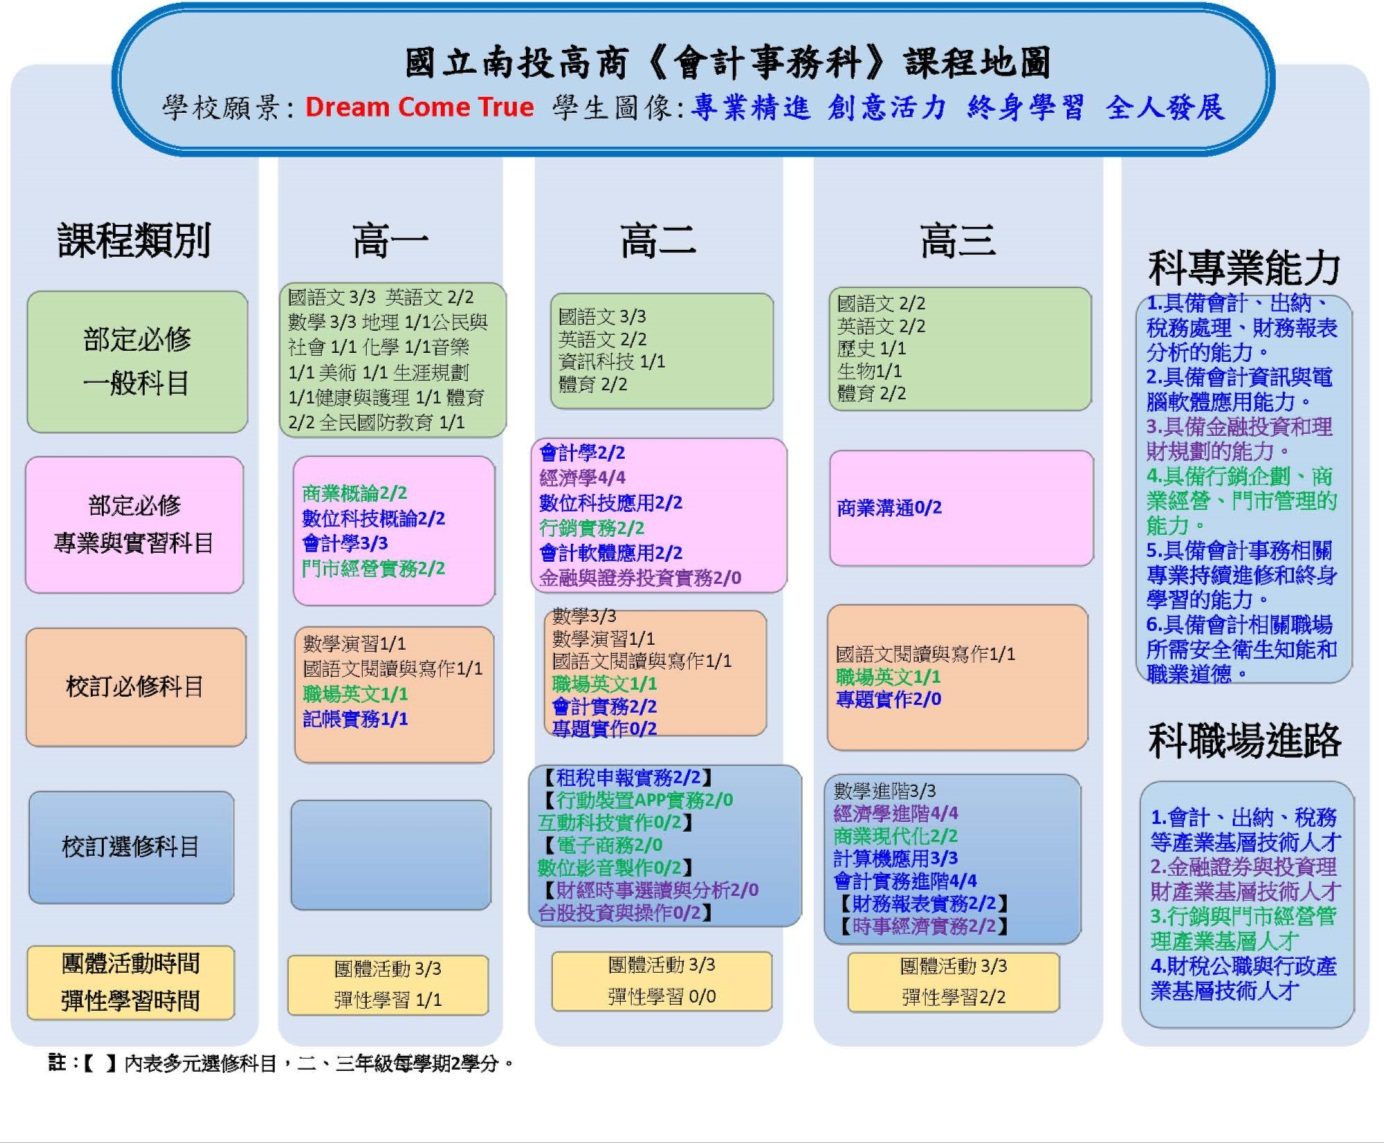 國立南投高商《會計事務科》課程地圖
學校願景: Dream Come True 學生圖像:專業精進 創意活力 終身學習 全人發展
課程類別
部定必修
一般科目
部定必修
專業與實習科目
校訂必修科目
校訂選修科目
團體活動時間
彈性學習時間
高一
國語文 3/3 英語文 2/2
數學 3/3 地理 1/1公民與
社會 1/1 化學 1/1音樂
1/1 美術 1/1 生涯規劃
1/1健康與護理 1/1 體育
2/2 全民國防教育 1/1
商業概論2/2
數位科技概論2/2
會計學3/3
門市經營實務2/2
數學演習1/1
國語文閱讀與寫作1/1
職場英文1/1
記帳實務1/1
團體活動 3/3
彈性學習 1/1
高二
國語文 3/3
英語文 2/2
資訊科技 1/1
體育 2/2
會計學2/2
經濟學4/4
數位科技應用2/2
行銷實務2/2
會計軟體應用2/2
金融與證券投資實務2/0
數學3/3
數學演習1/1
國語文閱讀與寫作1/1
職場英文1/1
會計實務2/2
專題實作0/2
【租稅申報實務2/2】
【行動裝置APP實務2/0
互動科技實作0/2】
【電子商務2/0
數位影音製作0/2】
【財經時事選讀與分析2/0
台股投資與操作0/2】
團體活動 3/3
彈性學習 0/0
高三
國語文 2/2
英語文 2/2
歷史 1/1
生物1/1
體育 2/2
商業溝通0/2
國語文閱讀與寫作1/1
職場英文1/1
專題實作2/0
數學進階3/3
經濟學進階4/4
商業現代化2/2
計算機應用3/3
會計實務進階4/4
【財務報表實務2/2】
【時事經濟實務2/2】
團體活動 3/3
彈性學習2/2
科專業能力
1.具備會計、出納、
稅務處理、財務報表
分析的能力。
2.具備會計資訊與電
腦軟體應用能力。
3.具備金融投資和理
財規劃的能力。
4.具備行銷企劃、商
業經營、門市管理的
能力。
5.具備會計事務相關
專業持續進修和終身
學習的能力。
6.具備會計相關職場
所需安全衛生知能和
職業道德。
科職場進路
1.會計、出納、稅務
等產業基層技術人才
2.金融證券與投資理
財產業基層技術人才
3.行銷與門市經營管
理產業基層人才
4.財稅公職與行政產
業基層技術人才
註：【 】內表多元選修科目，二、三年級每學期2學分。